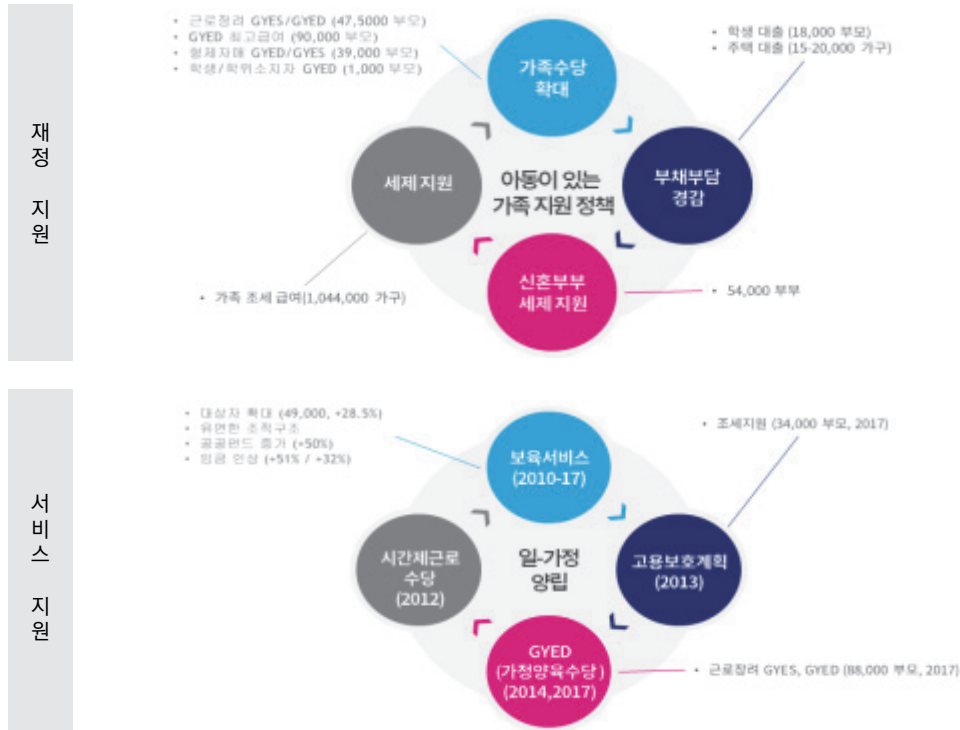 재정 지원
• 근로장려 GYES/GYED (47,5000 부모)
• GYED 최고급여 (90,000 부모)
• 형제자매 GYED/GYES (39,000 부모)
• 학생/학위소지자 GYED (1,000 부모)
• 학생 대출 (18,000 부모)
• 주택 대출 (15-20,000 가구)
가족수당
확대
세제 지원
아동이 있는
가족 지원 정책
부채부담
경감
신혼부부
세제 지원
• 가족 조세 급여(1,044,000 가구)
• 54,000 부부
서비스 지원
• 대상자 확대 (49,000, +28.5%)
• 유연한 조직구조
• 공공펀드 증가 (+50%)
• 임금 인상 (+51% / +32%)
• 조세지원 (34,000 부모, 2017)
보육서비스
(2010-17)
시간제근로
수당
(2012)
일-가정
양립
고용보호계획
(2013)
GYED
(가정양육수당)
(2014,2017)
• 근로장려 GYES, GYED (88,000 부모, 2017)